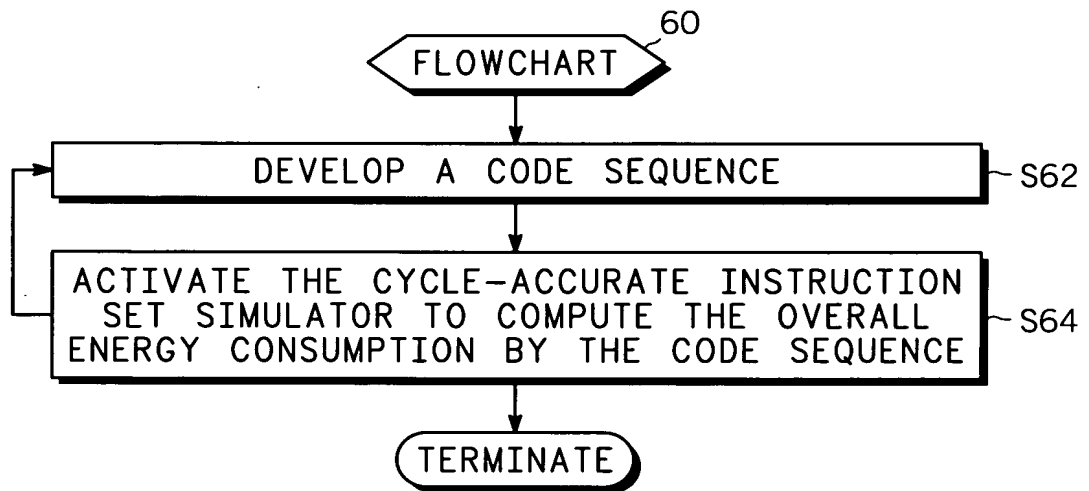 60
FLOWCHART
DEVELOP A CODE SEQUENCE
S62
ACTIVATE THE CYCLE-ACCURATE INSTRUCTION
SET SIMULATOR TO COMPUTE THE OVERALL
ENERGY CONSUMPTION BY THE CODE SEQUENCE
S64
TERMINATE